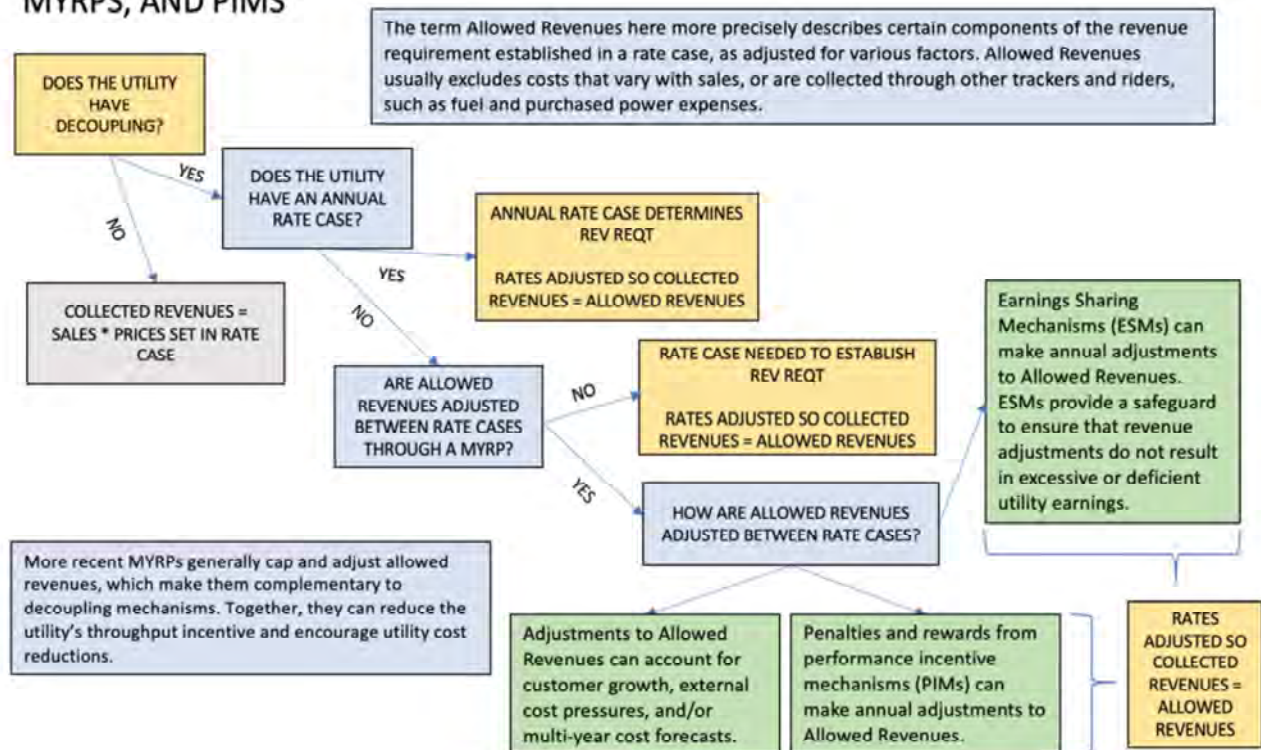 MYRPS, AND PIMS
The term Allowed Revenues here more precisely describes certain components of the revenue
requirement established in a rate case, as adjusted for various factors. Allowed Revenues
usually excludes costs that vary with sales, or are collected through other trackers and riders,
such as fuel and purchased power expenses.
DOES THE UTILITY
HAVE
DECOUPLING?
YES
NO
DOES THE UTILITY
HAVE AN ANNUAL
RATE CASE?
YES
NO
ANNUAL RATE CASE DETERMINES
REV REQT
RATES ADJUSTED SO COLLECTED
REVENUES = ALLOWED REVENUES
COLLECTED REVENUES =
SALES * PRICES SET IN RATE
CASE
ARE ALLOWED
REVENUES ADJUSTED
BETWEEN RATE CASES
THROUGH A MYRP?
NO
YES
RATE CASE NEEDED TO ESTABLISH
REV REQT
RATES ADJUSTED SO COLLECTED
REVENUES = ALLOWED REVENUES
HOW ARE ALLOWED REVENUES
ADJUSTED BETWEEN RATE CASES?
Earnings Sharing
Mechanisms (ESMs) can
make annual adjustments
to Allowed Revenues.
ESMs provide a safeguard
to ensure that revenue
adjustments do not result
in excessive or deficient
utility earnings.
More recent MYRPs generally cap and adjust allowed
revenues, which make them complementary to
decoupling mechanisms. Together, they can reduce the
utility's throughput incentive and encourage utility cost
reductions.
Adjustments to Allowed
Revenues can account for
customer growth, external
cost pressures, and/or
multi-year cost forecasts.
Penalties and rewards from
performance incentive
mechanisms (PIMs) can
make annual adjustments to
Allowed Revenues.
RATES
ADJUSTED SO
COLLECTED
REVENUES =
ALLOWED
REVENUES